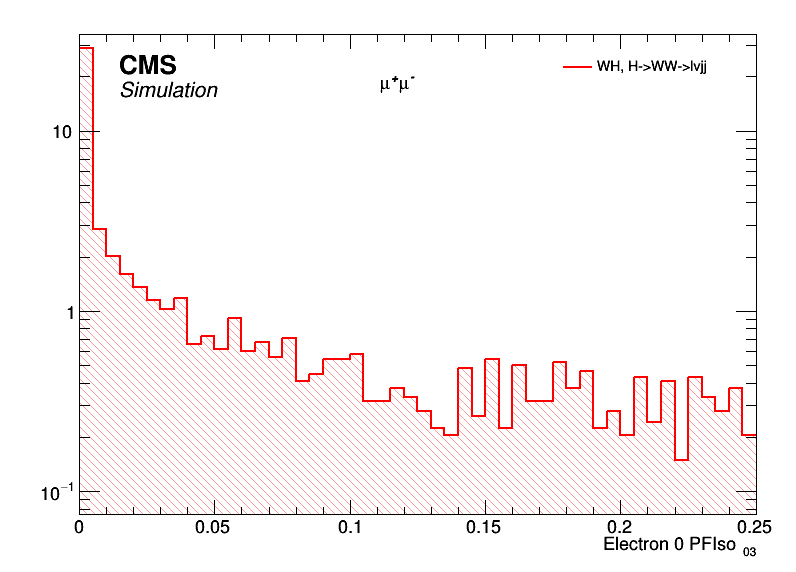 CMS
Simulation
μ⁺μ⁻
WH, H->WW->lvjj
10
1
10⁻¹
0 0.05 0.1 0.15 0.2 0.25
Electron 0 PFIso ₀₃